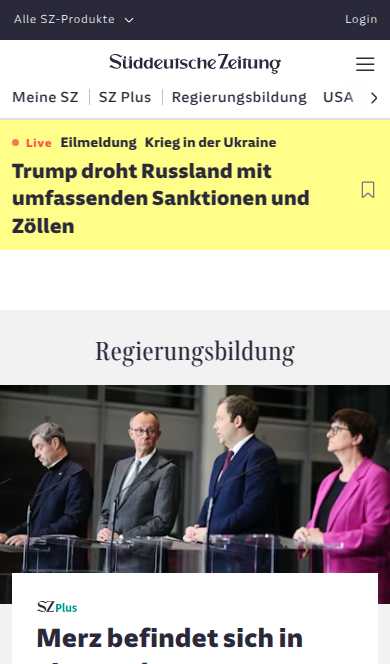 Alle SZ-Produkte
Login
Süddeutsche Zeitung
Meine SZ
SZ Plus
Regierungsbildung
USA
Live Eilmeldung Krieg in der Ukraine
Trump droht Russland mit
umfassenden Sanktionen und
Zöllen
Regierungsbildung
SZ Plus
Merz befindet sich in